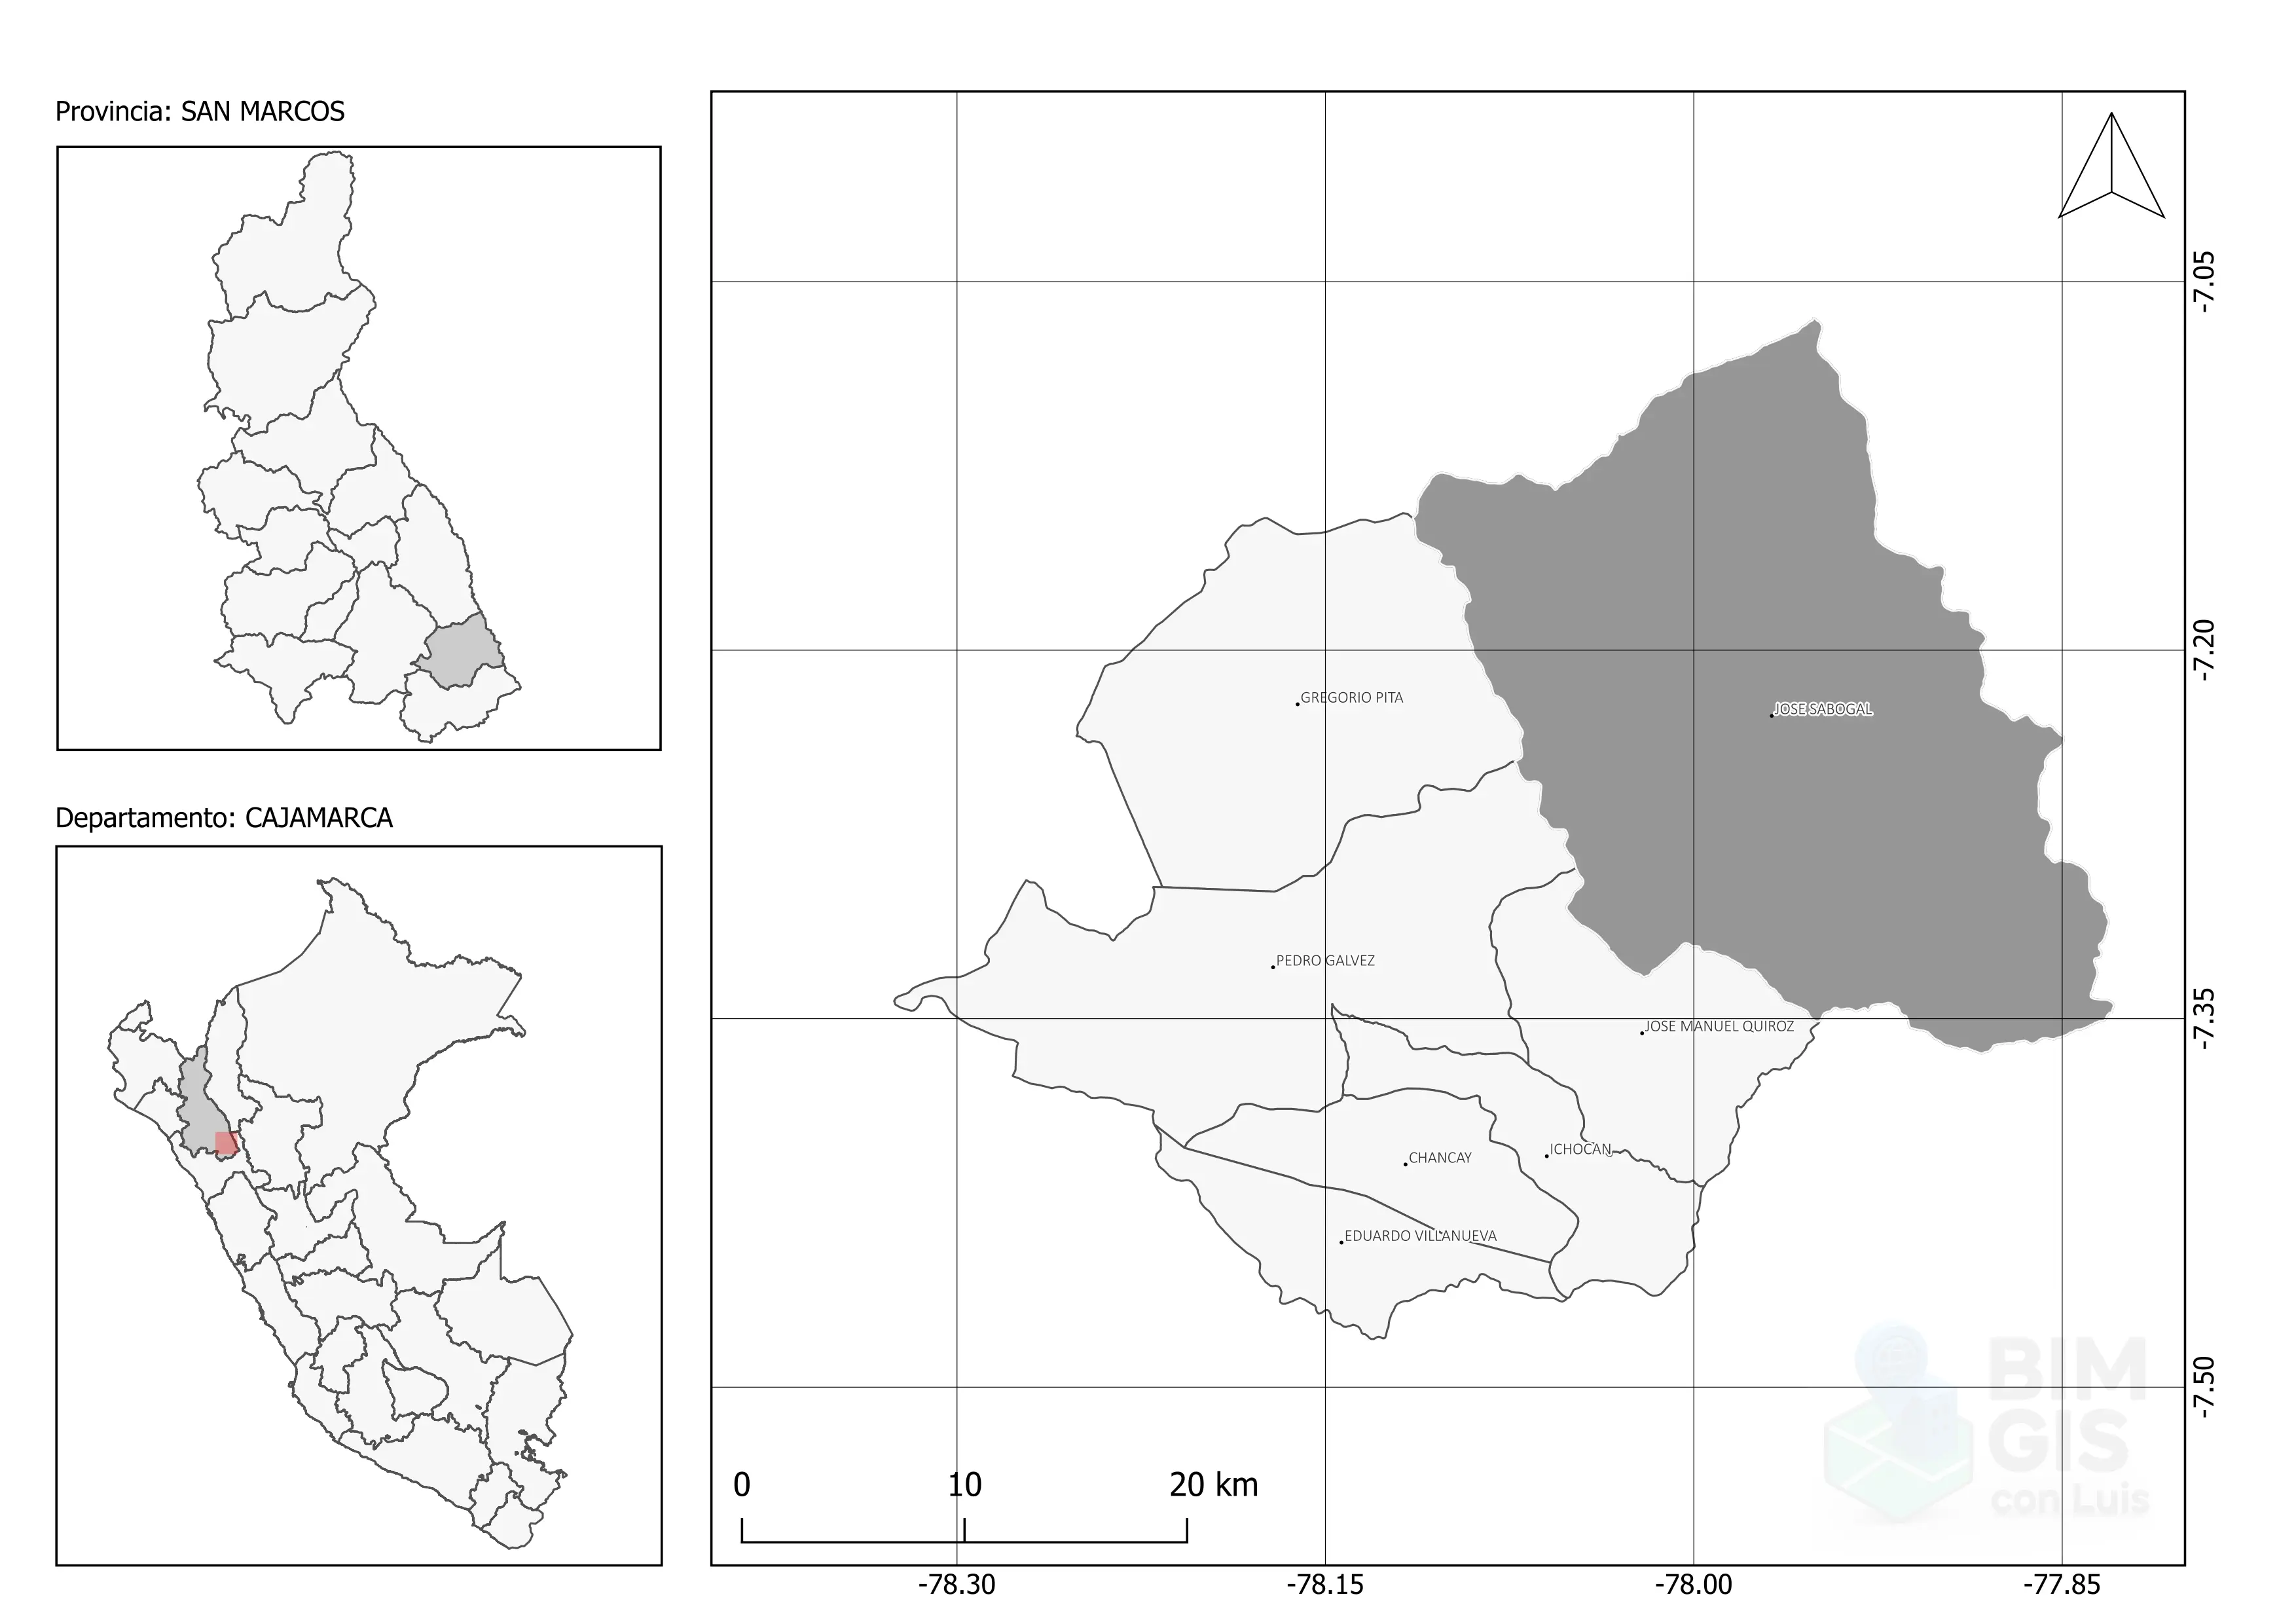 Provincia: SAN MARCOS
Departamento: CAJAMARCA
-7.05
-7.20
-7.35
-7.50
GREGORIO PITA
JOSE SABOGAL
PEDRO GALVEZ
JOSE MANUEL QUIROZ
ICHOCAN
CHANCAY
EDUARDO VILLANUEVA
BIM
GIS
con Luis
0 10 20 km
-78.30 -78.15 -78.00 -77.85